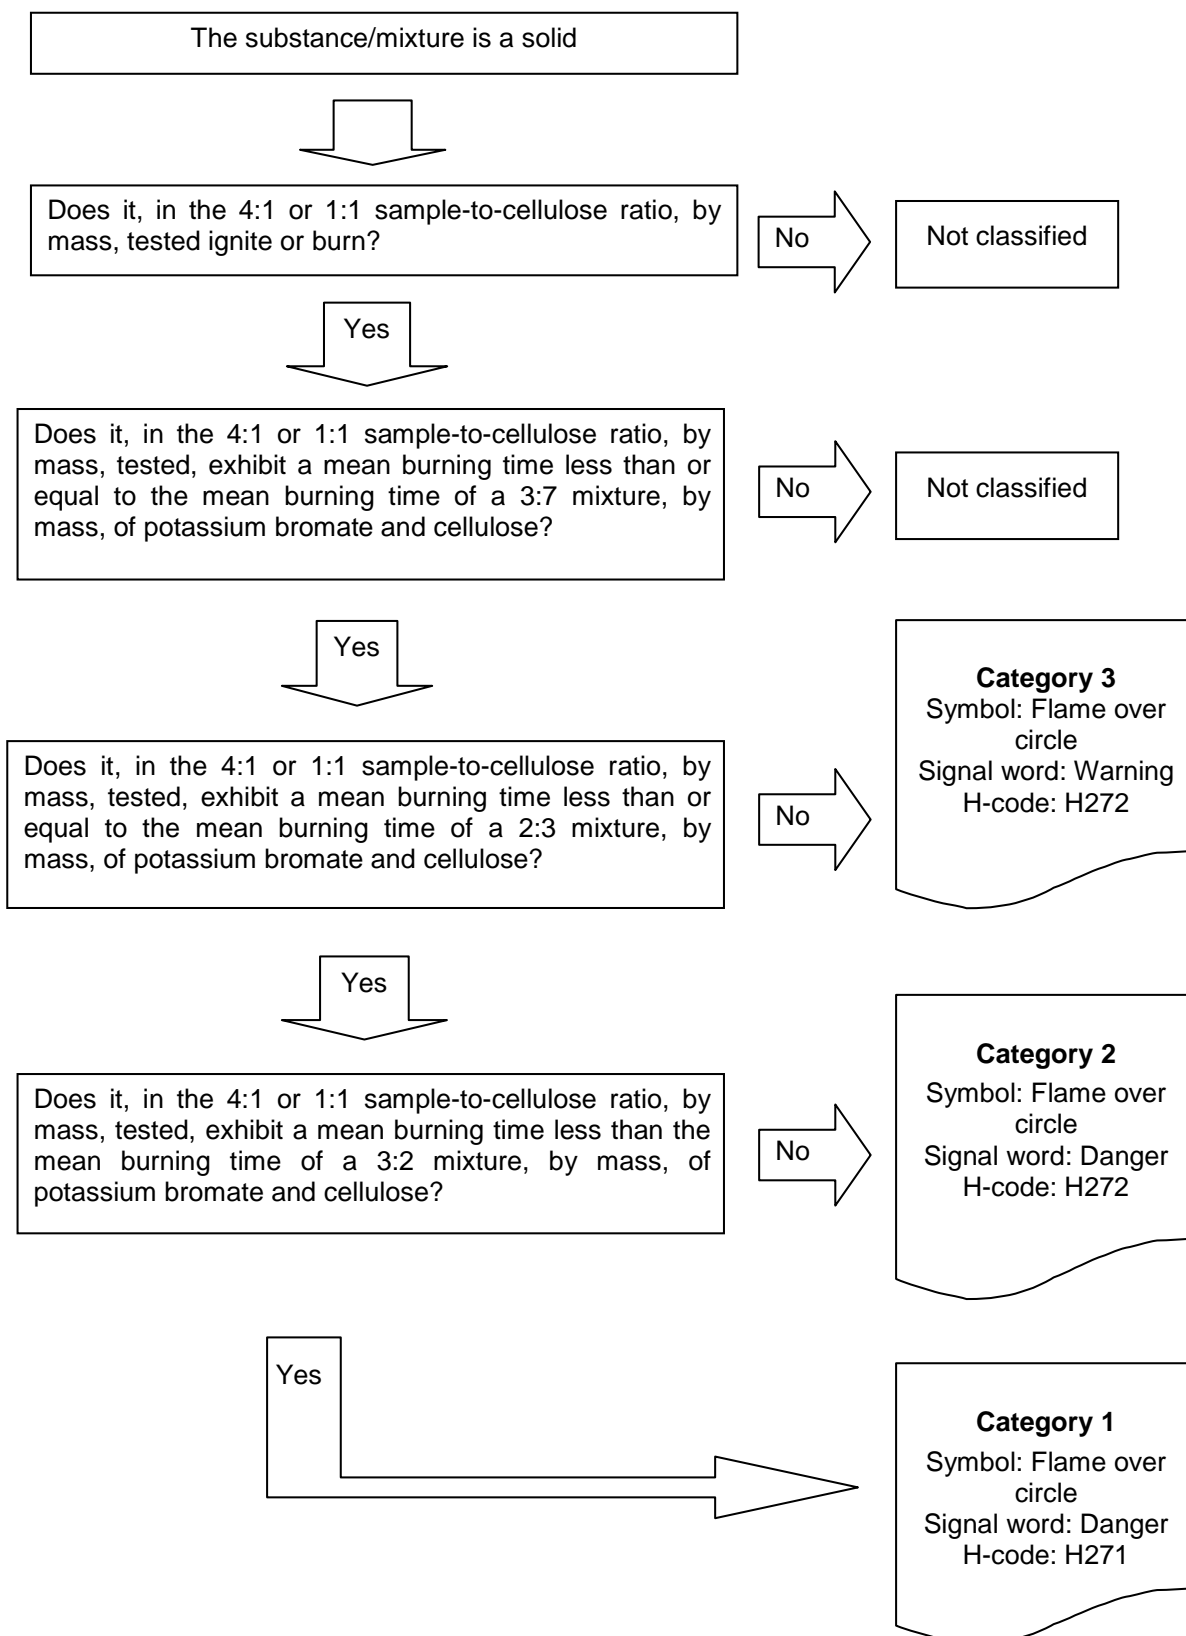 The substance/mixture is a solid
Does it, in the 4:1 or 1:1 sample-to-cellulose ratio, by
mass, tested ignite or burn?
No
Not classified
Yes
Does it, in the 4:1 or 1:1 sample-to-cellulose ratio, by
mass, tested, exhibit a mean burning time less than or
equal to the mean burning time of a 3:7 mixture, by
mass, of potassium bromate and cellulose?
No
Not classified
Yes
Does it, in the 4:1 or 1:1 sample-to-cellulose ratio, by
mass, tested, exhibit a mean burning time less than or
equal to the mean burning time of a 2:3 mixture, by
mass, of potassium bromate and cellulose?
No
Category 3
Symbol: Flame over
circle
Signal word: Warning
H-code: H272
Yes
Does it, in the 4:1 or 1:1 sample-to-cellulose ratio, by
mass, tested, exhibit a mean burning time less than the
mean burning time of a 3:2 mixture, by mass, of
potassium bromate and cellulose?
No
Category 2
Symbol: Flame over
circle
Signal word: Danger
H-code: H272
Yes
Category 1
Symbol: Flame over
circle
Signal word: Danger
H-code: H271